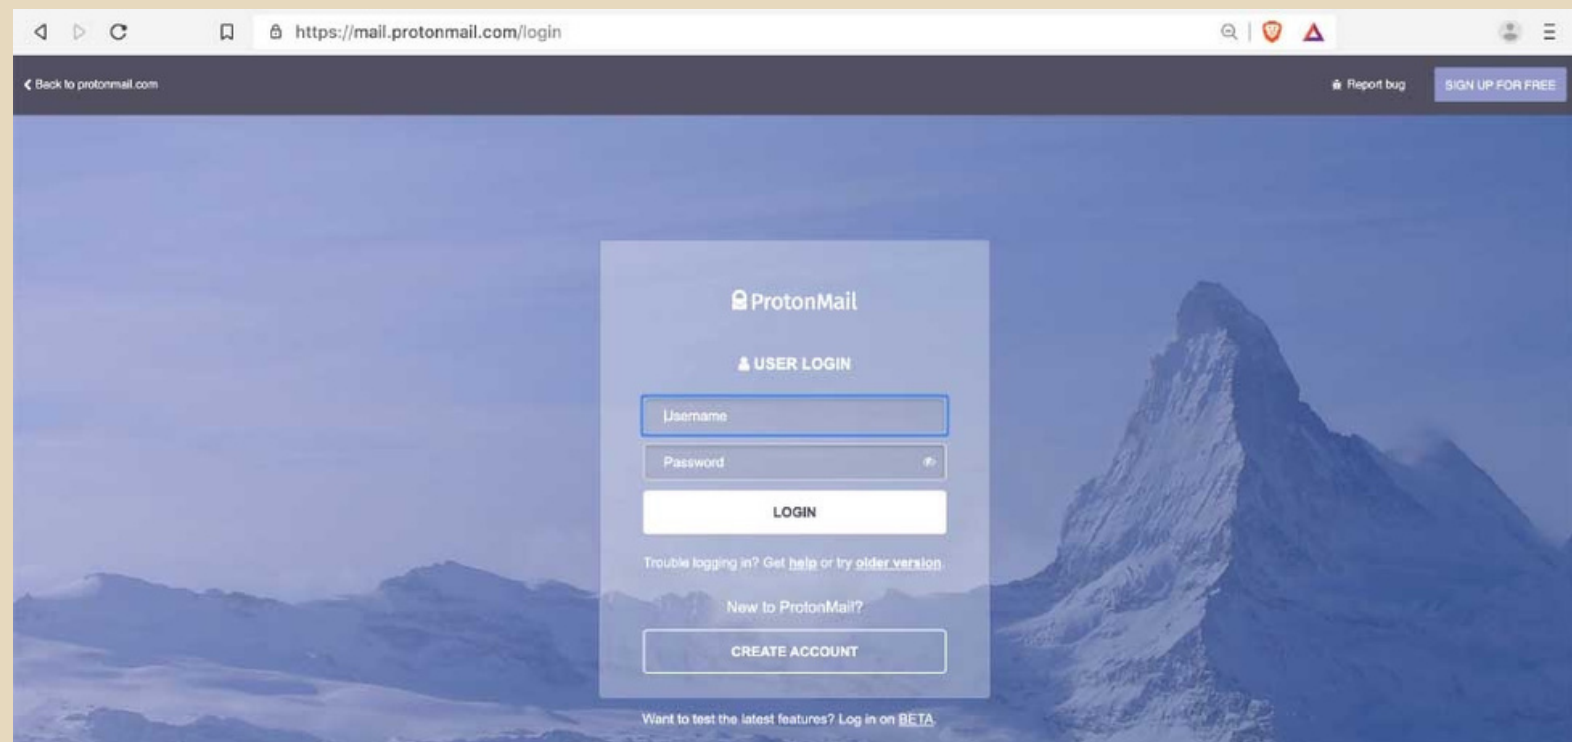 https://mail.protonmail.com/login
Back to protonmail.com
Report bug
SIGN UP FOR FREE
ProtonMail
USER LOGIN
Username
Password
LOGIN
Trouble logging in? Get help or try older version.
New to ProtonMail?
CREATE ACCOUNT
Want to test the latest features? Log in on BETA.